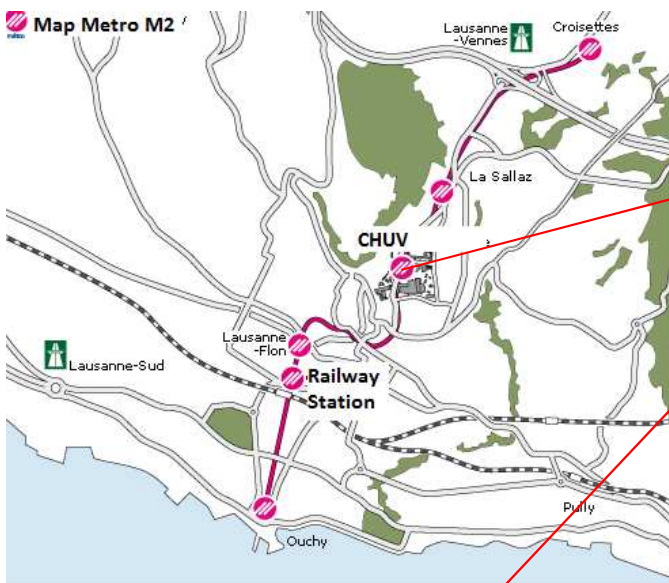 Map Metro M2
Lausanne
-Vennes
Croisettes
La Sallaz
CHUV
Lausanne
-Flon
Railway
Station
Lausanne-Sud
Pully
Ouchy